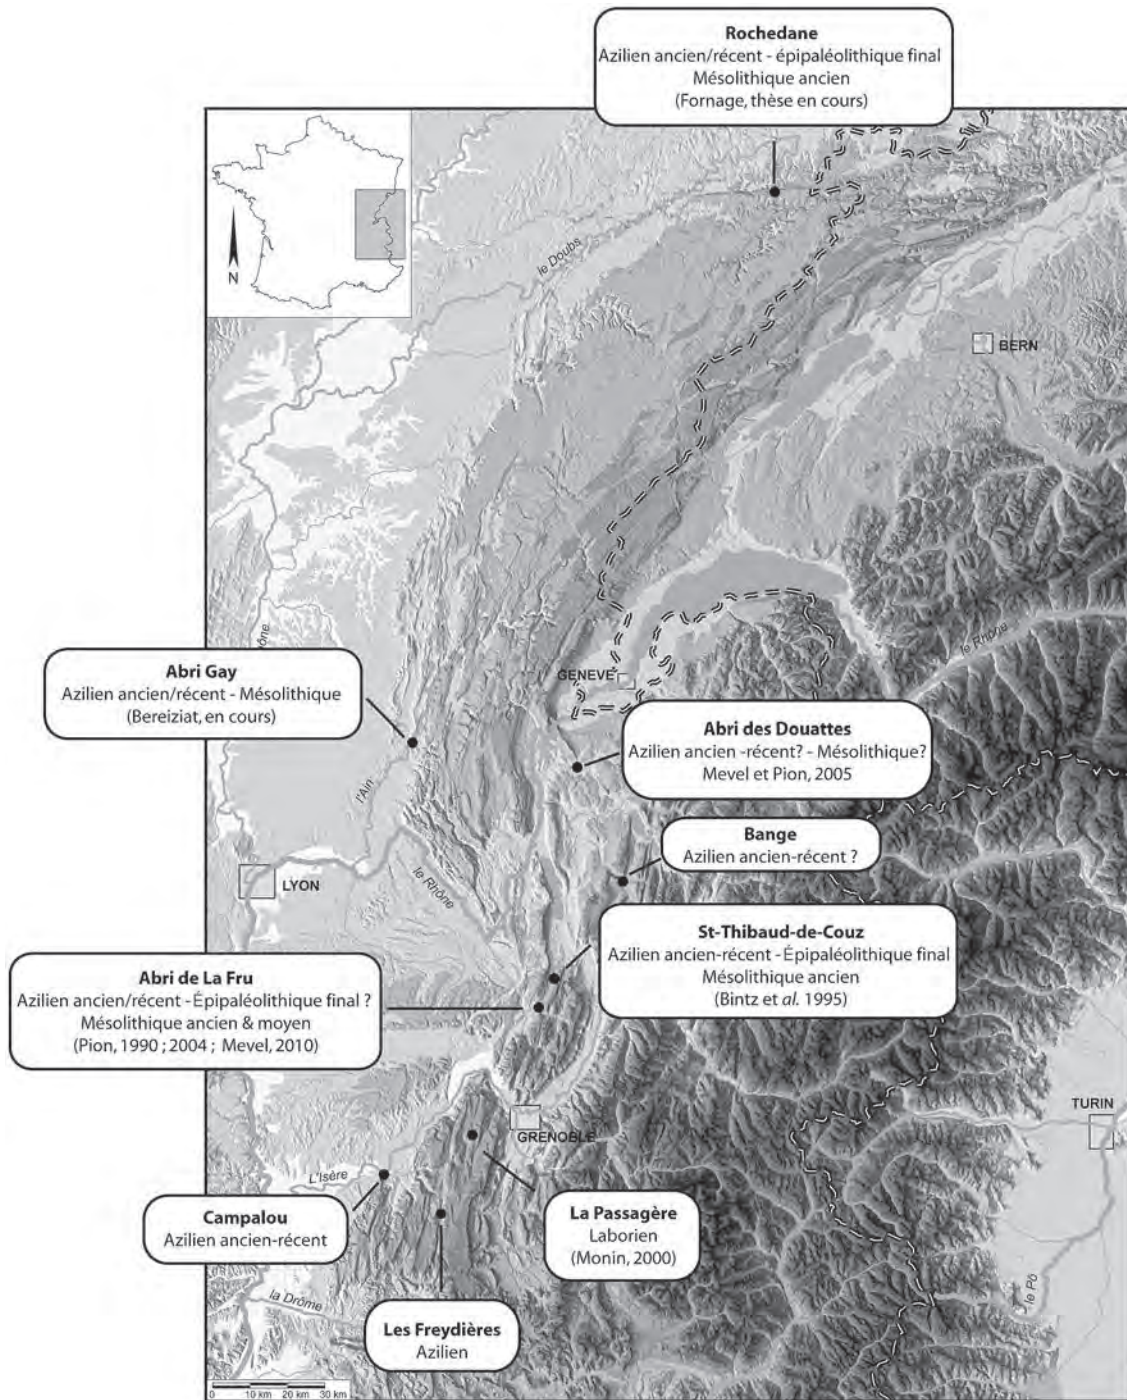 Rochedane
Azilien ancien/récent - épipaléolithique final
Mésolithique ancien
(Fornage, thèse en cours)
N
le Doubs
BERN
le Rhône
GENEVE
Abri Gay
Azilien ancien/récent - Mésolithique
(Bereiziat, en cours)
Abri des Douattes
Azilien ancien -récent? - Mésolithique?
Mevel et Pion, 2005
l'Ain
Bange
Azilien ancien-récent ?
LYON
le Rhône
St-Thibaud-de-Couz
Azilien ancien-récent - Épipaléolithique final
Mésolithique ancien
(Bintz et al. 1995)
Abri de La Fru
Azilien ancien/récent - Épipaléolithique final ?
Mésolithique ancien & moyen
(Pion, 1990 ; 2004 ; Mevel, 2010)
TURIN
GRENOBLE
L'Isère
Campalou
Azilien ancien-récent
La Passagère
Laborien
(Monin, 2000)
le Pô
la Drôme
Les Freydières
Azilien
0 10 km 20 km 30 km